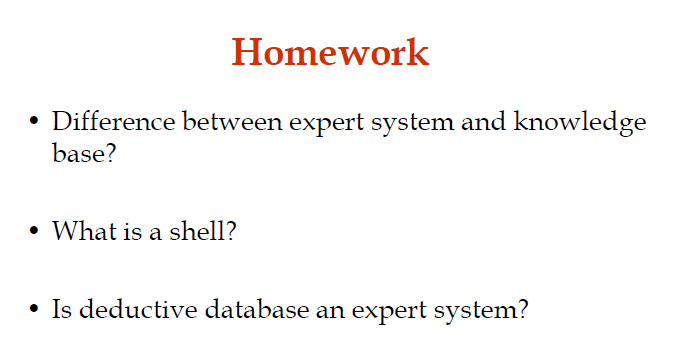 Homework
• Difference between expert system and knowledge
base?
• What is a shell?
• Is deductive database an expert system?